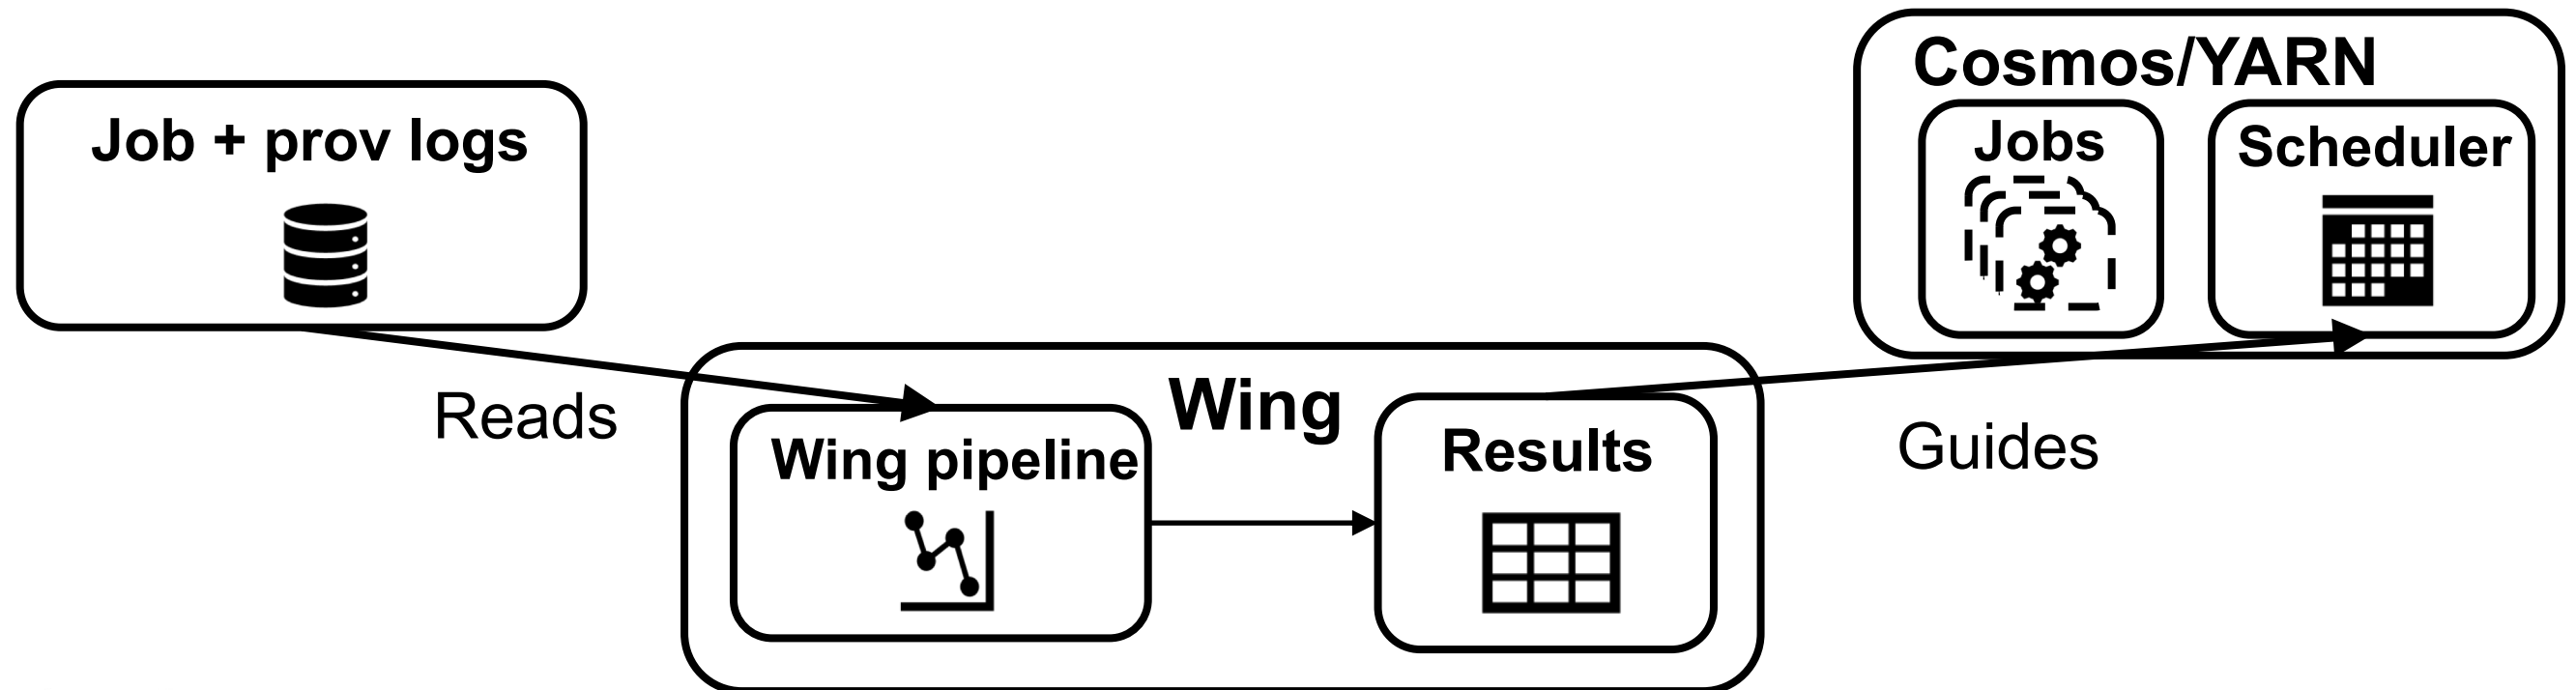 Job + prov logs
Reads
Wing
Wing pipeline
Results
Guides
Cosmos/YARN
Jobs
Scheduler